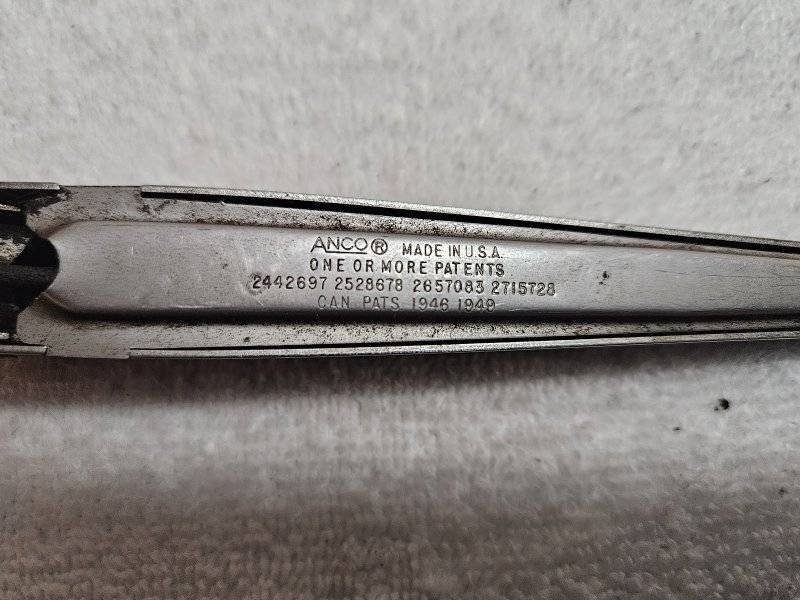 ANCO® MADE IN U.S.A.
ONE OR MORE PATENTS
2442697 2528678 2657083 2715728
CAN PATS 1946 1949